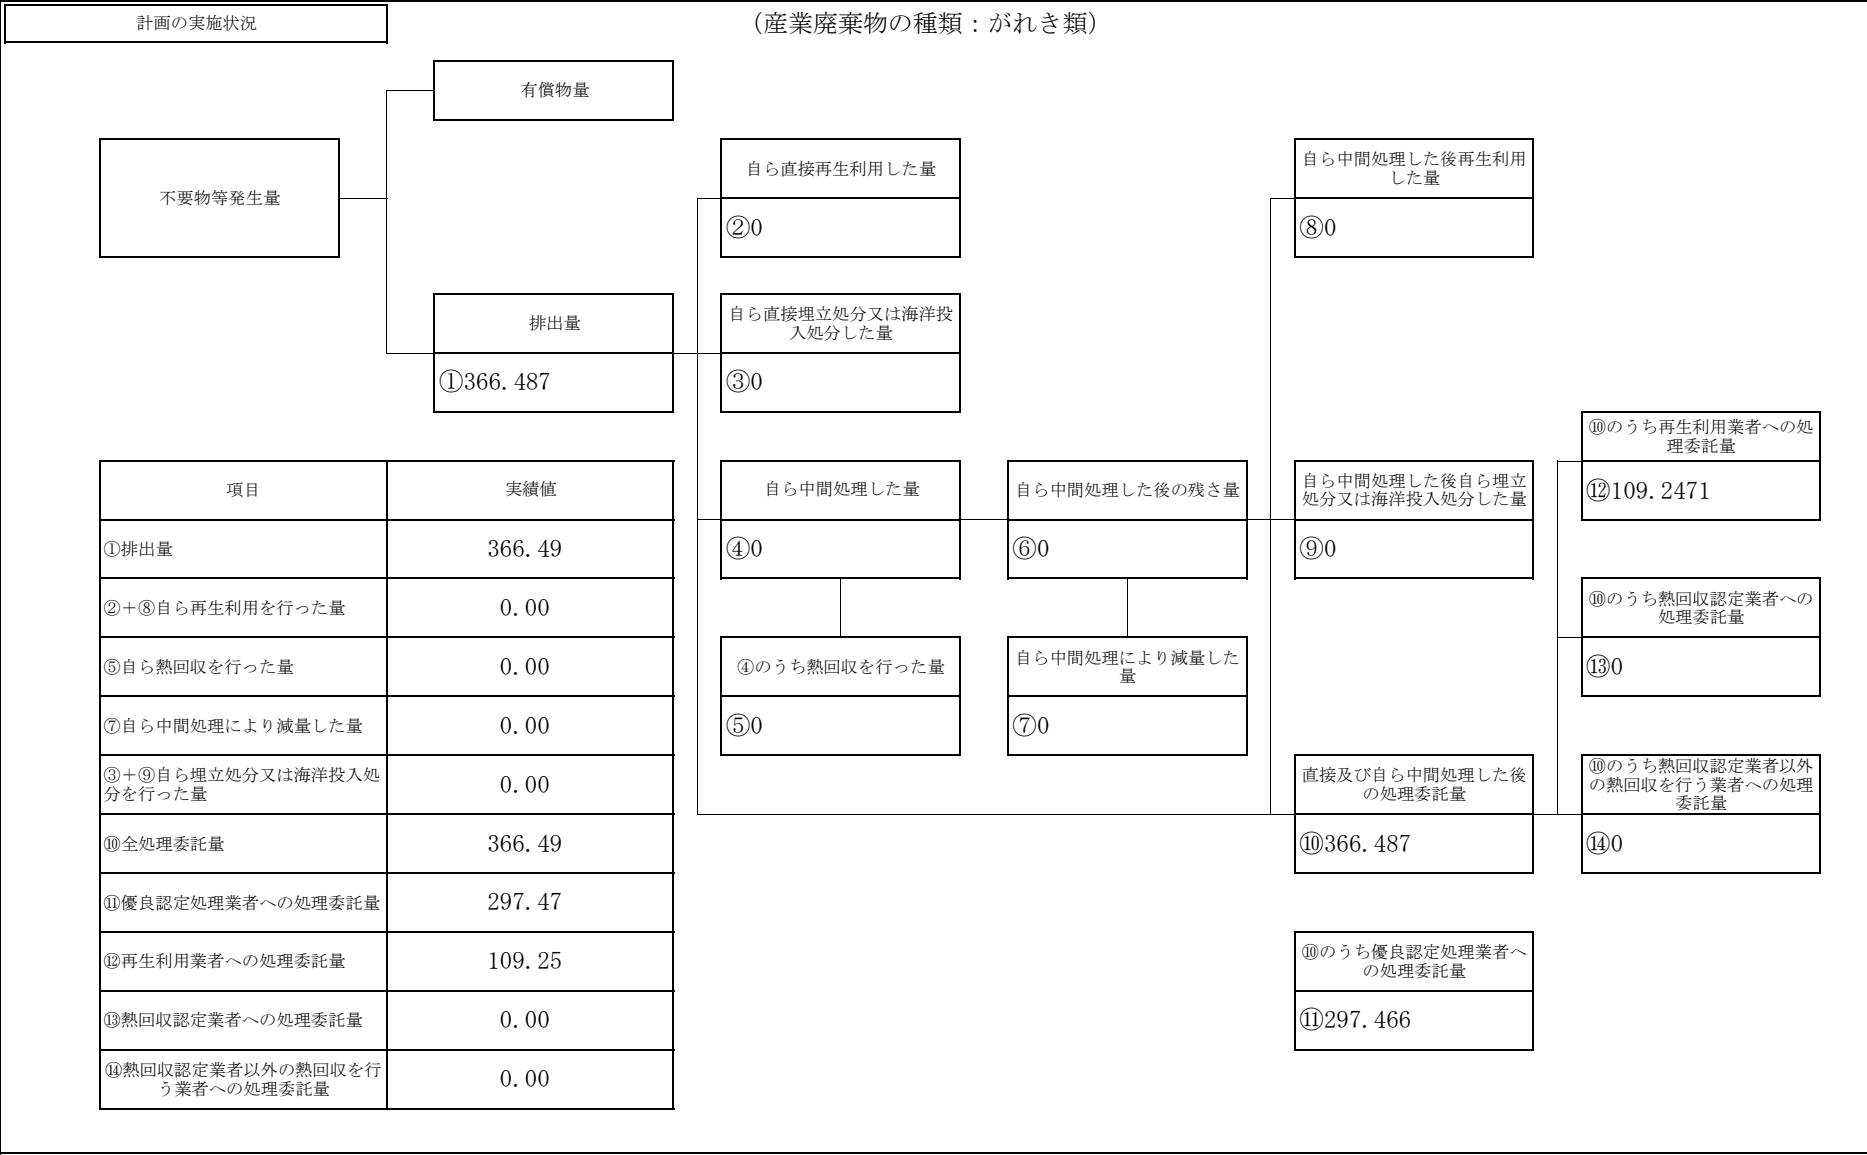 計画の実施状況
（産業廃棄物の種類：がれき類）
有償物量
不要物等発生量
自ら直接再生利用した量
②0
自ら中間処理した後再生利用
した量
⑧0
排出量
①366.487
自ら直接埋立処分又は海洋投
入処分した量
③0
⑩のうち再生利用業者への処
理委託量
⑫109.2471
自ら中間処理した量
④0
自ら中間処理した後の残さ量
⑥0
自ら中間処理した後自ら埋立
処分又は海洋投入処分した量
⑨0
⑩のうち熱回収認定業者への
処理委託量
⑬0
④のうち熱回収を行った量
⑤0
自ら中間処理により減量した
量
⑦0
直接及び自ら中間処理した後
の処理委託量
⑩366.487
⑩のうち熱回収認定業者以外
の熱回収を行う業者への処理
委託量
⑭0
⑩のうち優良認定処理業者へ
の処理委託量
⑪297.466
項目 実績値
①排出量 366.49
②＋⑧自ら再生利用を行った量 0.00
⑤自ら熱回収を行った量 0.00
⑦自ら中間処理により減量した量 0.00
③＋⑨自ら埋立処分又は海洋投入処
分を行った量 0.00
⑩全処理委託量 366.49
⑪優良認定処理業者への処理委託量 297.47
⑫再生利用業者への処理委託量 109.25
⑬熱回収認定業者への処理委託量 0.00
⑭熱回収認定業者以外の熱回収を行
う業者への処理委託量 0.00